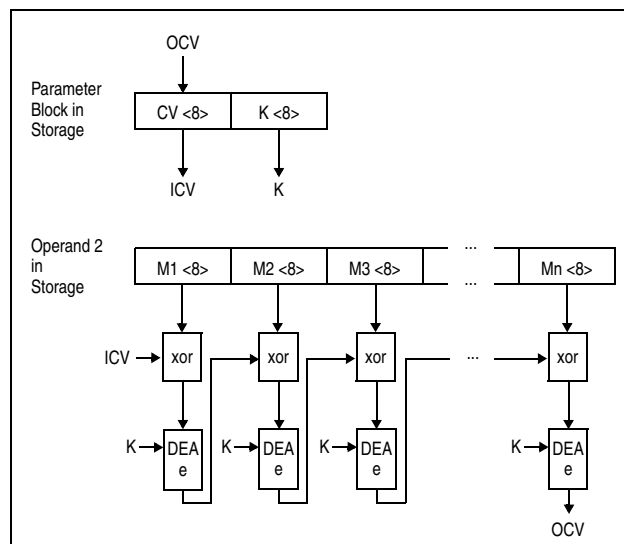 OCV
Parameter
Block in
Storage
CV <8> K <8>
ICV K
Operand 2
in
Storage
M1 <8> M2 <8> M3 <8> ... ... Mn <8>
ICV xor xor xor ... xor
K DEA e K DEA e K DEA e K DEA e
OCV